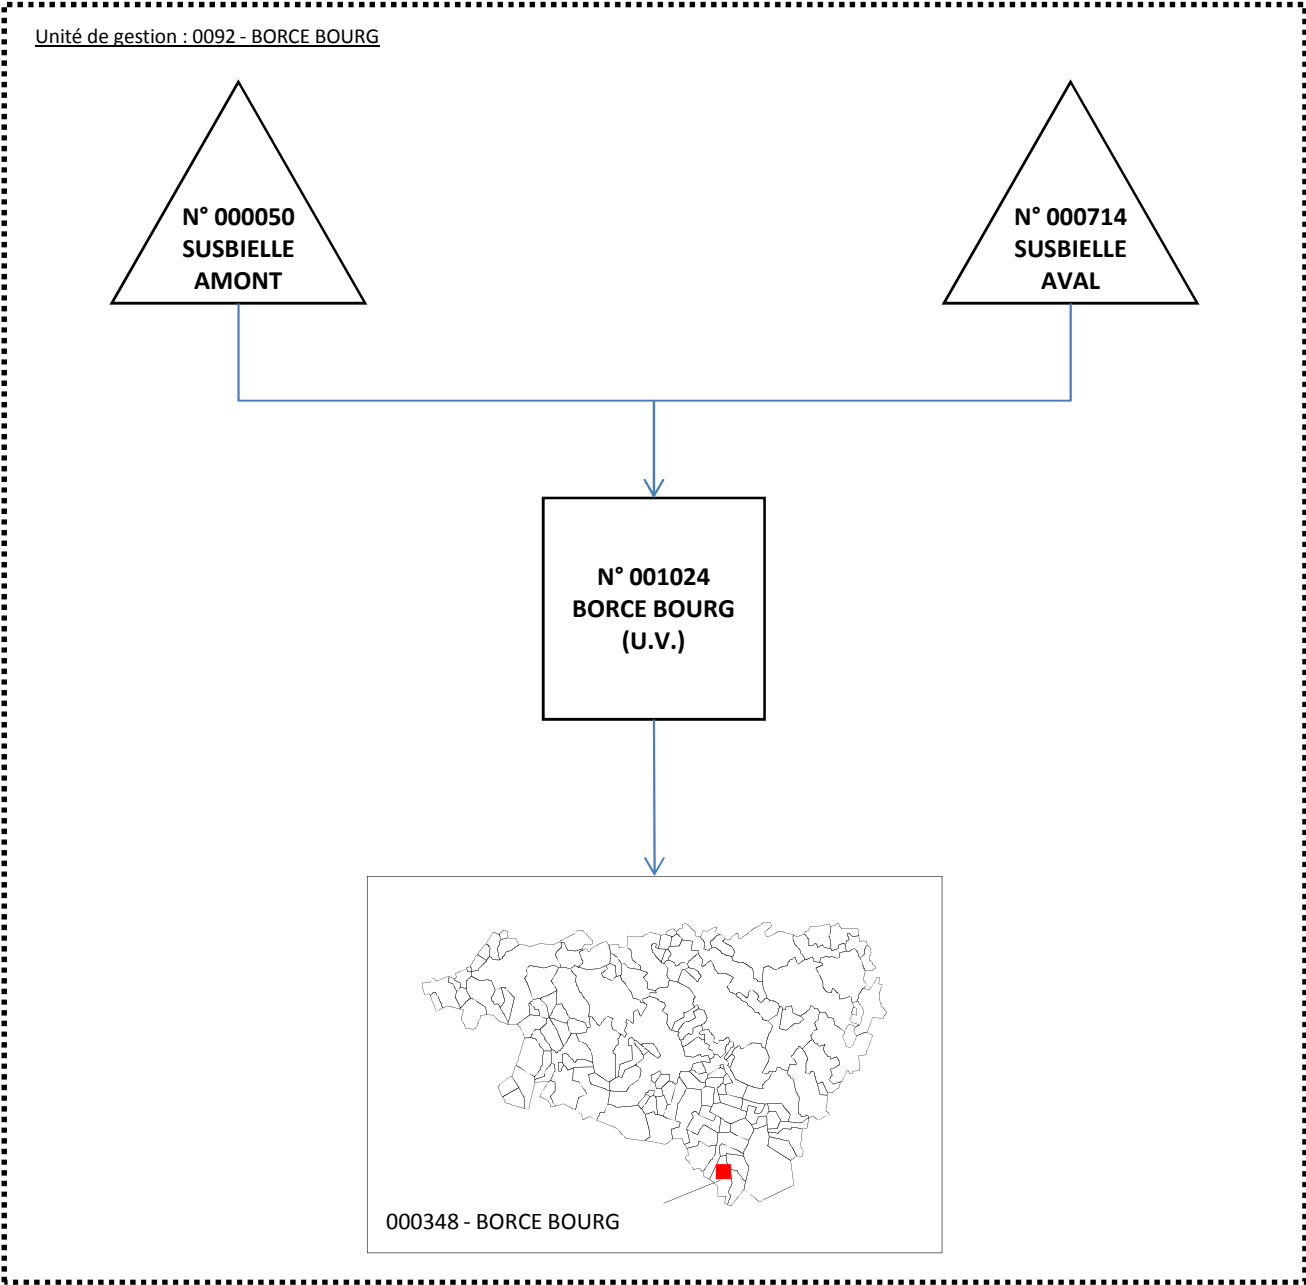 Unité de gestion : 0092 - BORCE BOURG
N° 000050
SUSBIELLE
AMONT
N° 000714
SUSBIELLE
AVAL
N° 001024
BORCE BOURG
(U.V.)
000348 - BORCE BOURG